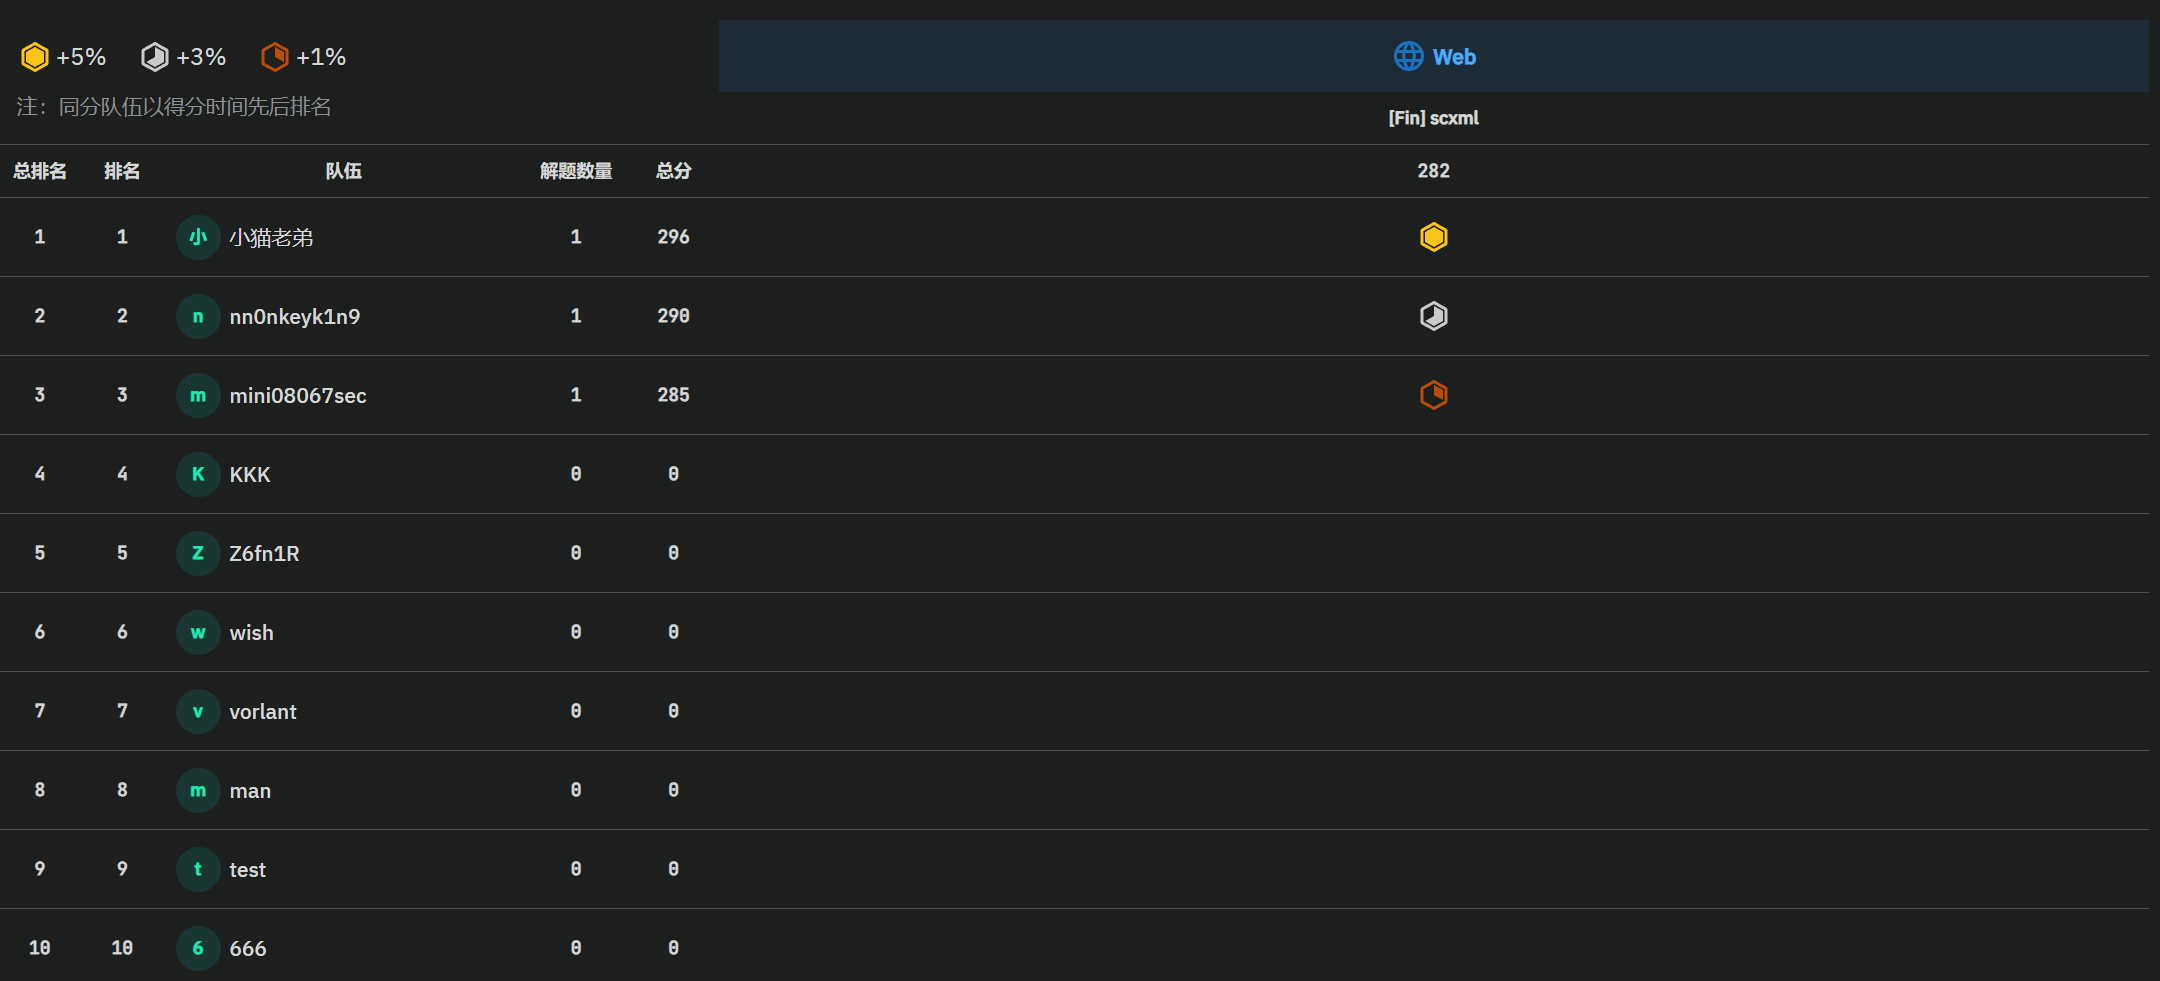 +5% +3% +1%
Web
注：同分队伍以得分时间先后排名
[Fin] scxml
总排名 排名 队伍 解题数量 总分 282
1 1 小 小猫老弟 1 296
2 2 n nn0nkeyk1n9 1 290
3 3 m mini08067sec 1 285
4 4 K KKK 0 0
5 5 Z Z6fn1R 0 0
6 6 w wish 0 0
7 7 v vorlant 0 0
8 8 m man 0 0
9 9 t test 0 0
10 10 6 666 0 0